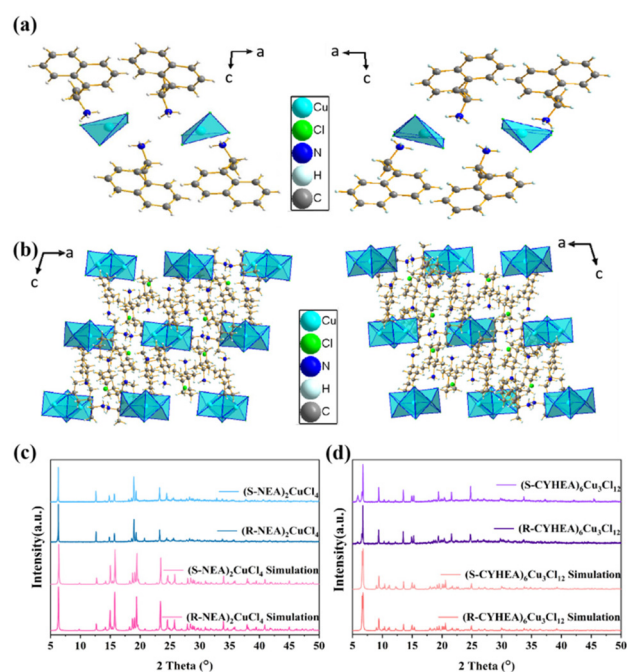 (a)
a
c
a
c
Cu
Cl
N
H
C
(b)
a
c
a
c
Cu
Cl
N
H
C
(c)
(S-NEA)₂CuCl₄
(R-NEA)₂CuCl₄
(S-NEA)₂CuCl₄ Simulation
(R-NEA)₂CuCl₄ Simulation
Intensity(a.u.)
5 10 15 20 25 30 35 40 45 50
2 Theta (°)
(d)
(S-CYHEA)₆Cu₃Cl₁₂
(R-CYHEA)₆Cu₃Cl₁₂
(S-CYHEA)₆Cu₃Cl₁₂ Simulation
(R-CYHEA)₆Cu₃Cl₁₂ Simulation
Intensity(a.u.)
5 10 15 20 25 30 35 40 45 50
2 Theta (°)